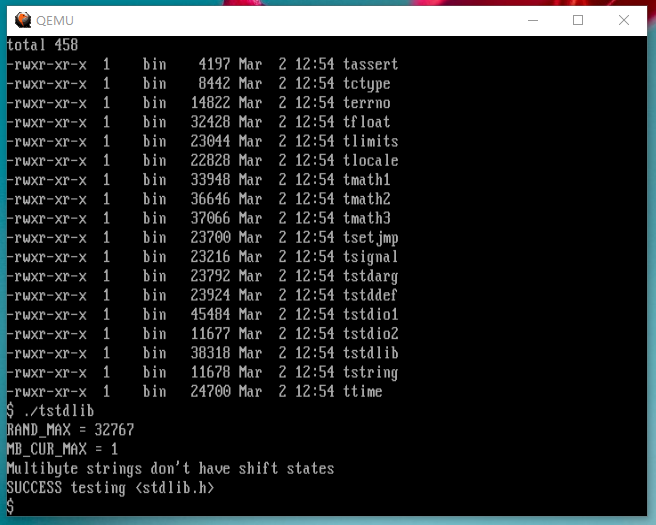 QEMU
total 458
-rwxr-xr-x  1    bin    4197 Mar  2 12:54 tassert
-rwxr-xr-x  1    bin    8442 Mar  2 12:54 tctype
-rwxr-xr-x  1    bin   14822 Mar  2 12:54 terrno
-rwxr-xr-x  1    bin   32428 Mar  2 12:54 tfloat
-rwxr-xr-x  1    bin   23044 Mar  2 12:54 tlimits
-rwxr-xr-x  1    bin   22828 Mar  2 12:54 tlocale
-rwxr-xr-x  1    bin   33948 Mar  2 12:54 tmath1
-rwxr-xr-x  1    bin   36646 Mar  2 12:54 tmath2
-rwxr-xr-x  1    bin   37066 Mar  2 12:54 tmath3
-rwxr-xr-x  1    bin   23700 Mar  2 12:54 tsetjmp
-rwxr-xr-x  1    bin   23216 Mar  2 12:54 tsignal
-rwxr-xr-x  1    bin   23792 Mar  2 12:54 tstdarg
-rwxr-xr-x  1    bin   23924 Mar  2 12:54 tstddef
-rwxr-xr-x  1    bin   45484 Mar  2 12:54 tstdio1
-rwxr-xr-x  1    bin   11677 Mar  2 12:54 tstdio2
-rwxr-xr-x  1    bin   38318 Mar  2 12:54 tstdlib
-rwxr-xr-x  1    bin   11678 Mar  2 12:54 tstring
-rwxr-xr-x  1    bin   24700 Mar  2 12:54 ttime
$ ./tstdlib
RAND_MAX = 32767
MB_CUR_MAX = 1
Multibyte strings don't have shift states
SUCCESS testing <stdlib.h>
$